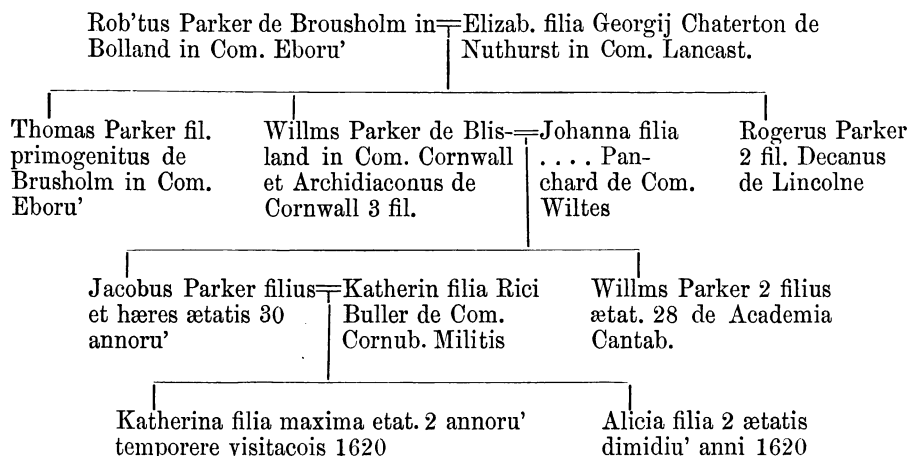 Rob'tus Parker de Brousholm in
Bolland in Com. Eboru'
Elizab. filia Georgij Chaterton de
Nuthurst in Com. Lancast.
Thomas Parker fil.
primogenitus de
Brusholm in Com.
Eboru'
Willms Parker de Blis-
land in Com. Cornwall
et Archidiaconus de
Cornwall 3 fil.
Johanna filia
.... Pan-
chard de Com.
Wiltes
Rogerus Parker
2 fil. Decanus
de Lincolne
Jacobus Parker filius
et hæres ætatis 30
annoru'
Katherin filia Rici
Buller de Com.
Cornub. Militis
Willms Parker 2 filius
ætat. 28 de Academia
Cantab.
Katherina filia maxima etat. 2 annoru'
temporere visitacois 1620
Alicia filia 2 ætatis
dimidiu' anni 1620